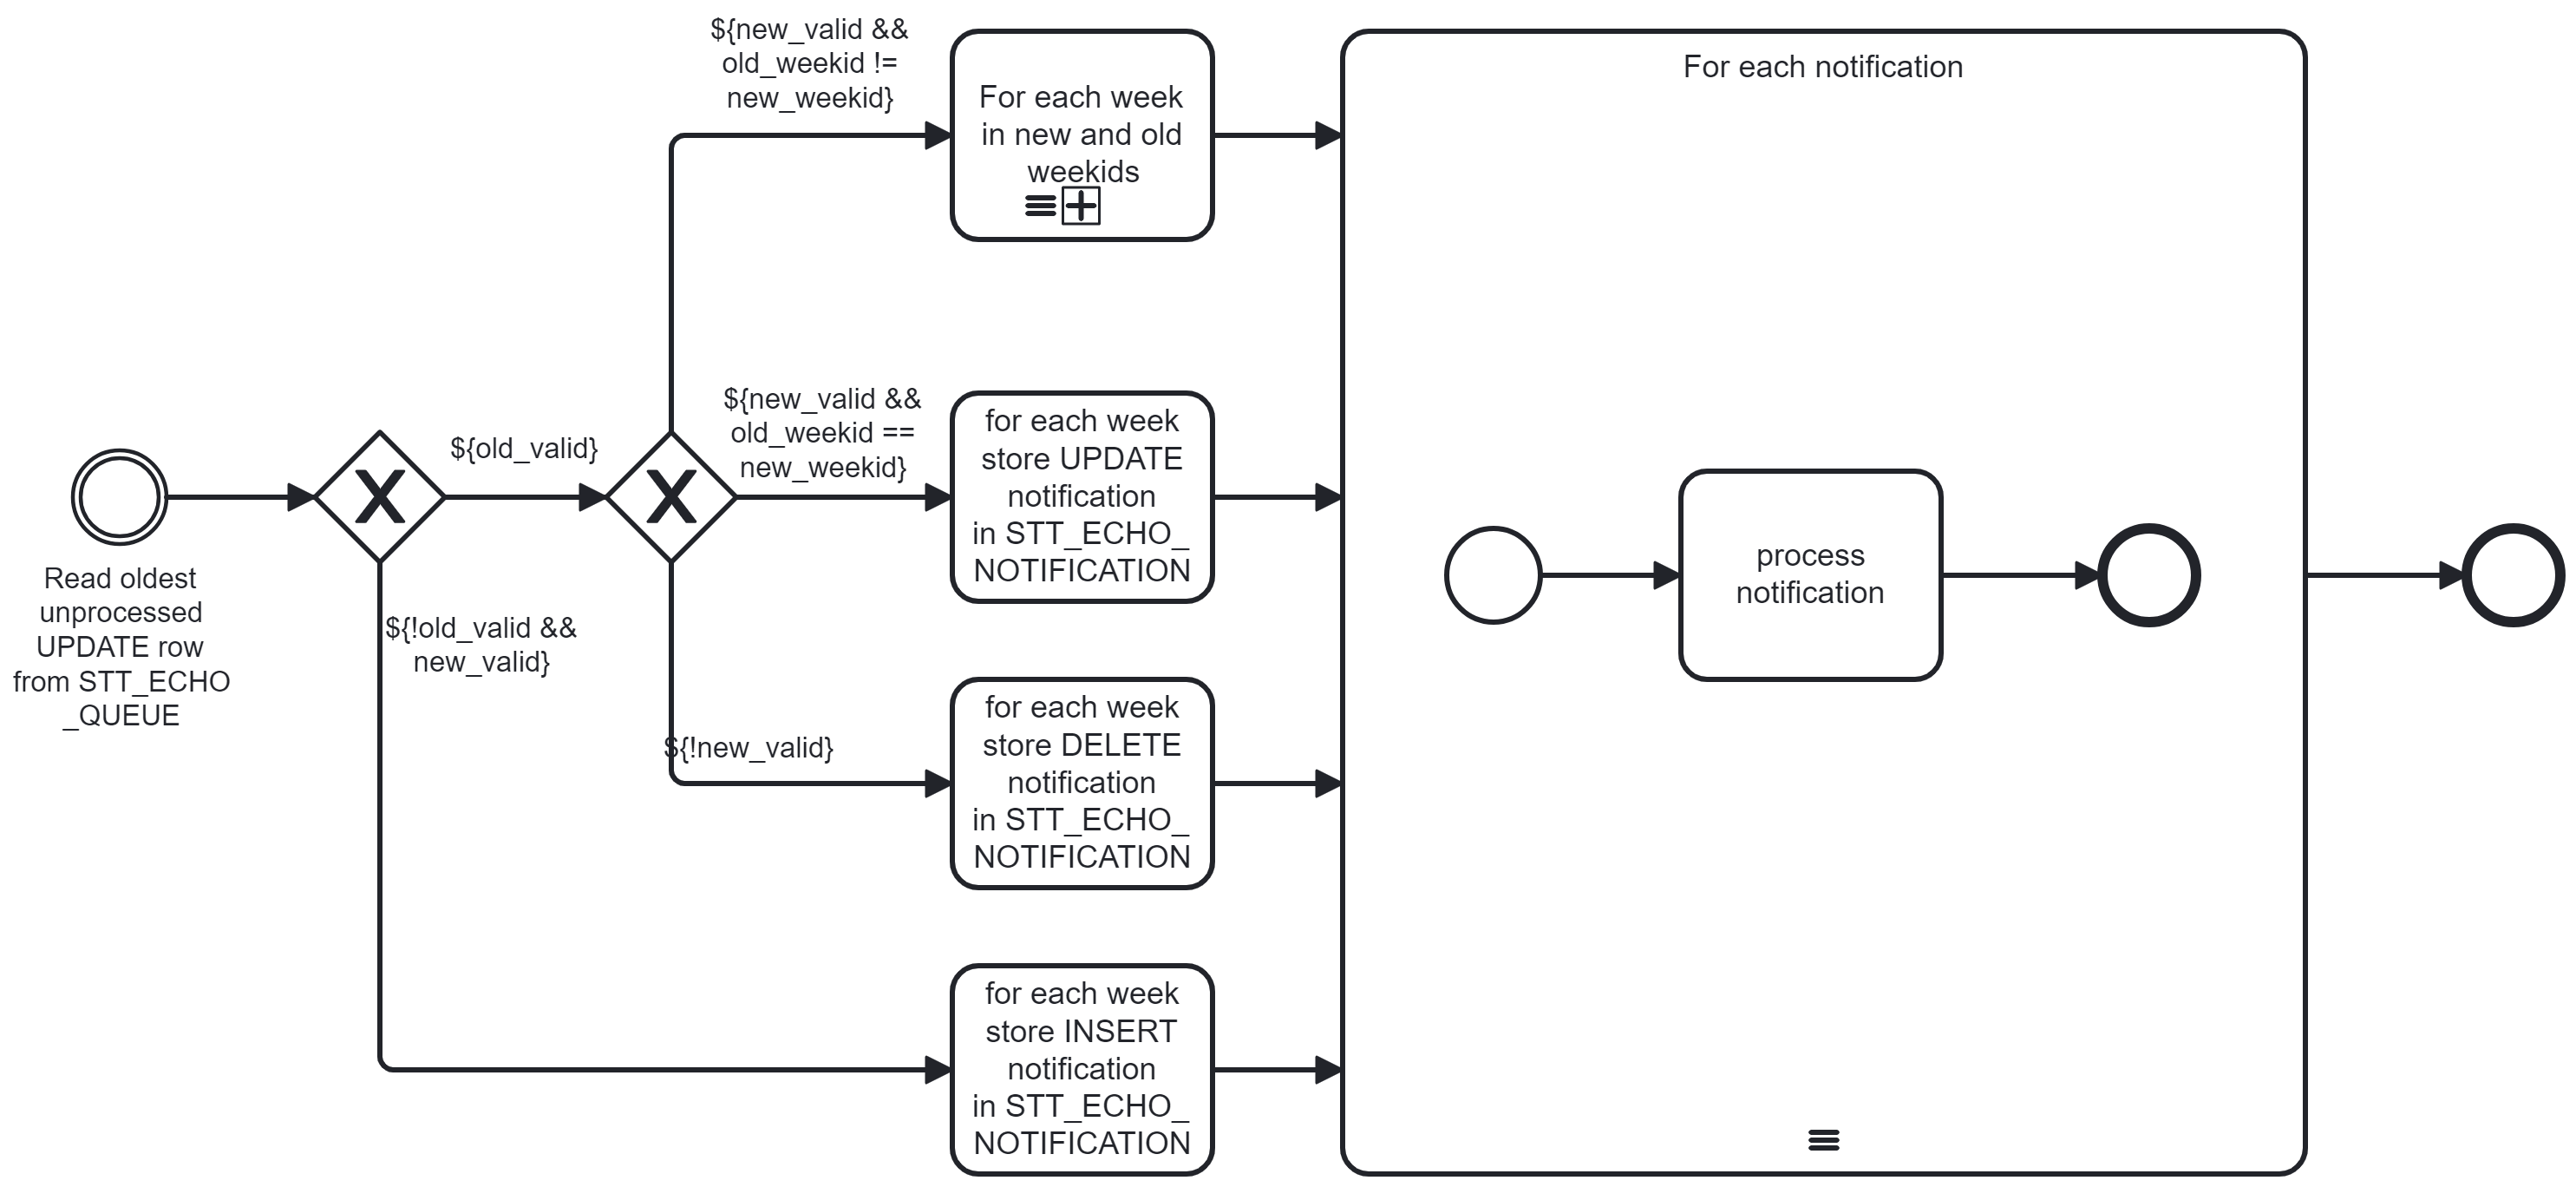 ${new_valid &&
old_weekid !=
new_weekid}
For each week
in new and old
weekids
For each notification
${old_valid}
${new_valid &&
old_weekid ==
new_weekid}
for each week
store UPDATE
notification
in STT_ECHO_
NOTIFICATION
Read oldest
unprocessed
UPDATE row
from STT_ECHO
_QUEUE
${!old_valid &&
new_valid}
process
notification
${!new_valid}
for each week
store DELETE
notification
in STT_ECHO_
NOTIFICATION
for each week
store INSERT
notification
in STT_ECHO_
NOTIFICATION